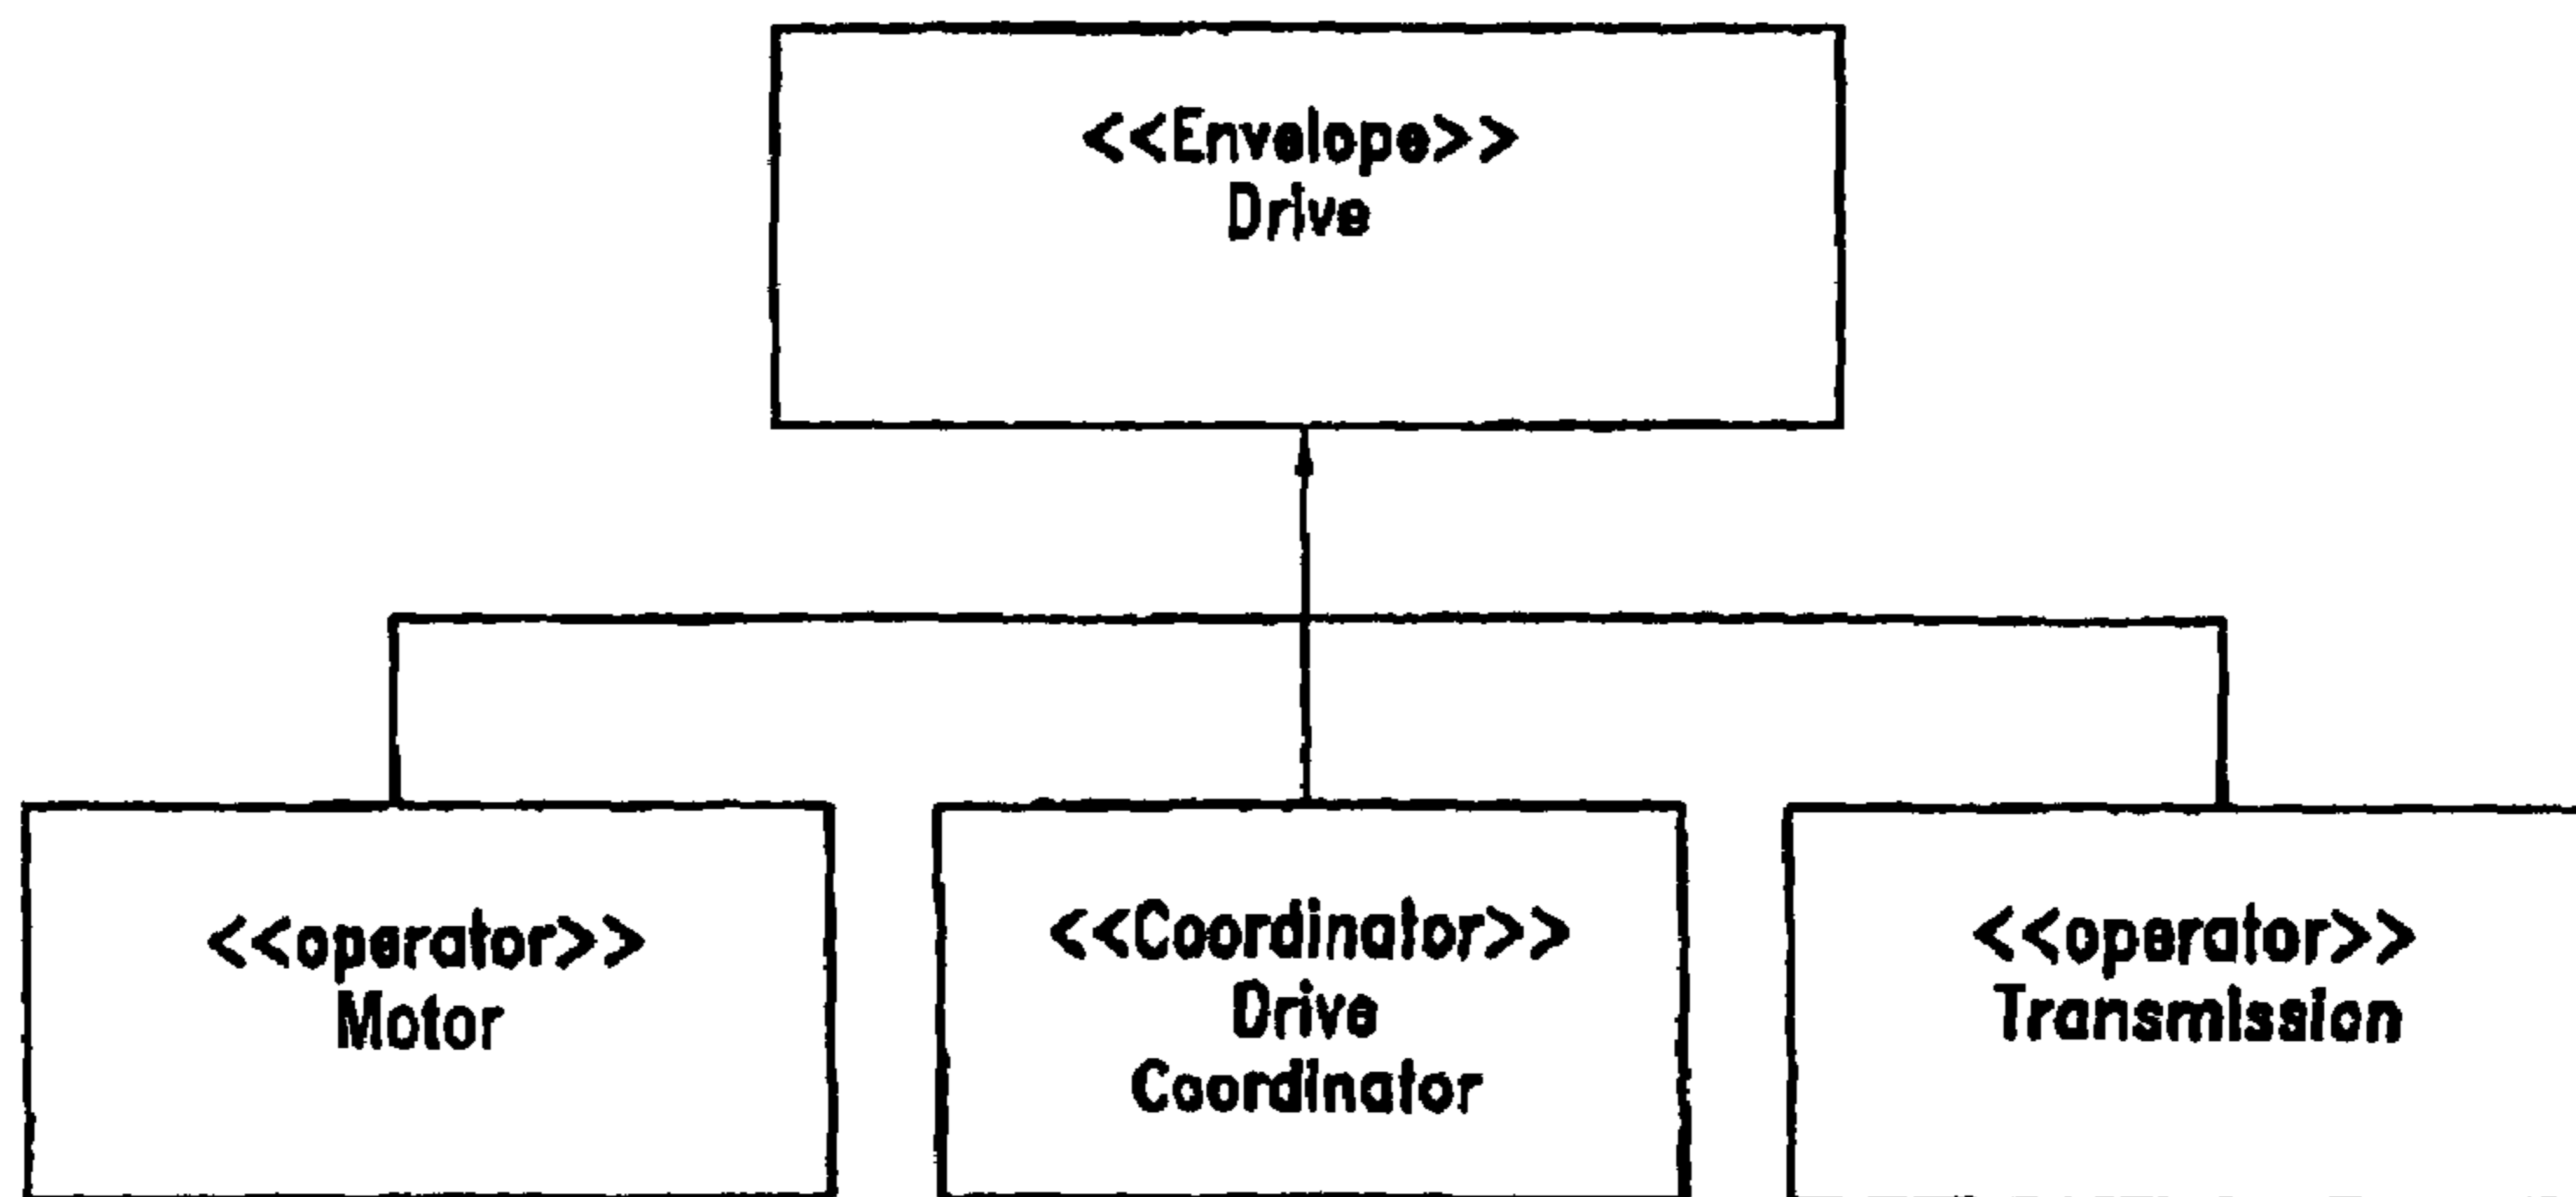 <<Envelope>>
Drive
<<operator>>
Motor
<<Coordinator>>
Drive
Coordinator
<<operator>>
Transmission